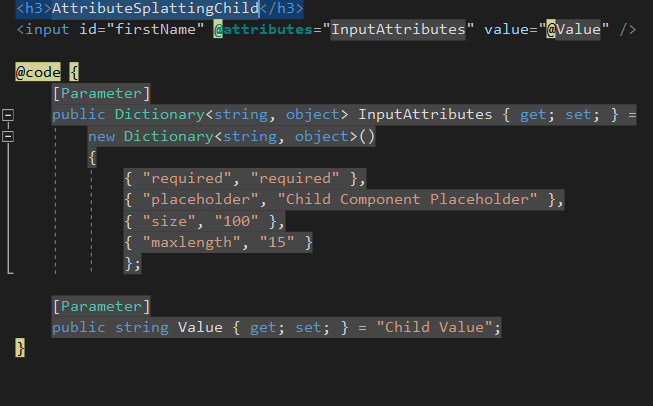 <h3>AttributeSplattingChild</h3>
<input id="firstName" @attributes="InputAttributes" value="@Value" />
@code {
[Parameter]
public Dictionary<string, object> InputAttributes { get; set; } =
new Dictionary<string, object>()
{
{ "required", "required" },
{ "placeholder", "Child Component Placeholder" },
{ "size", "100" },
{ "maxlength", "15" }
};
[Parameter]
public string Value { get; set; } = "Child Value";
}